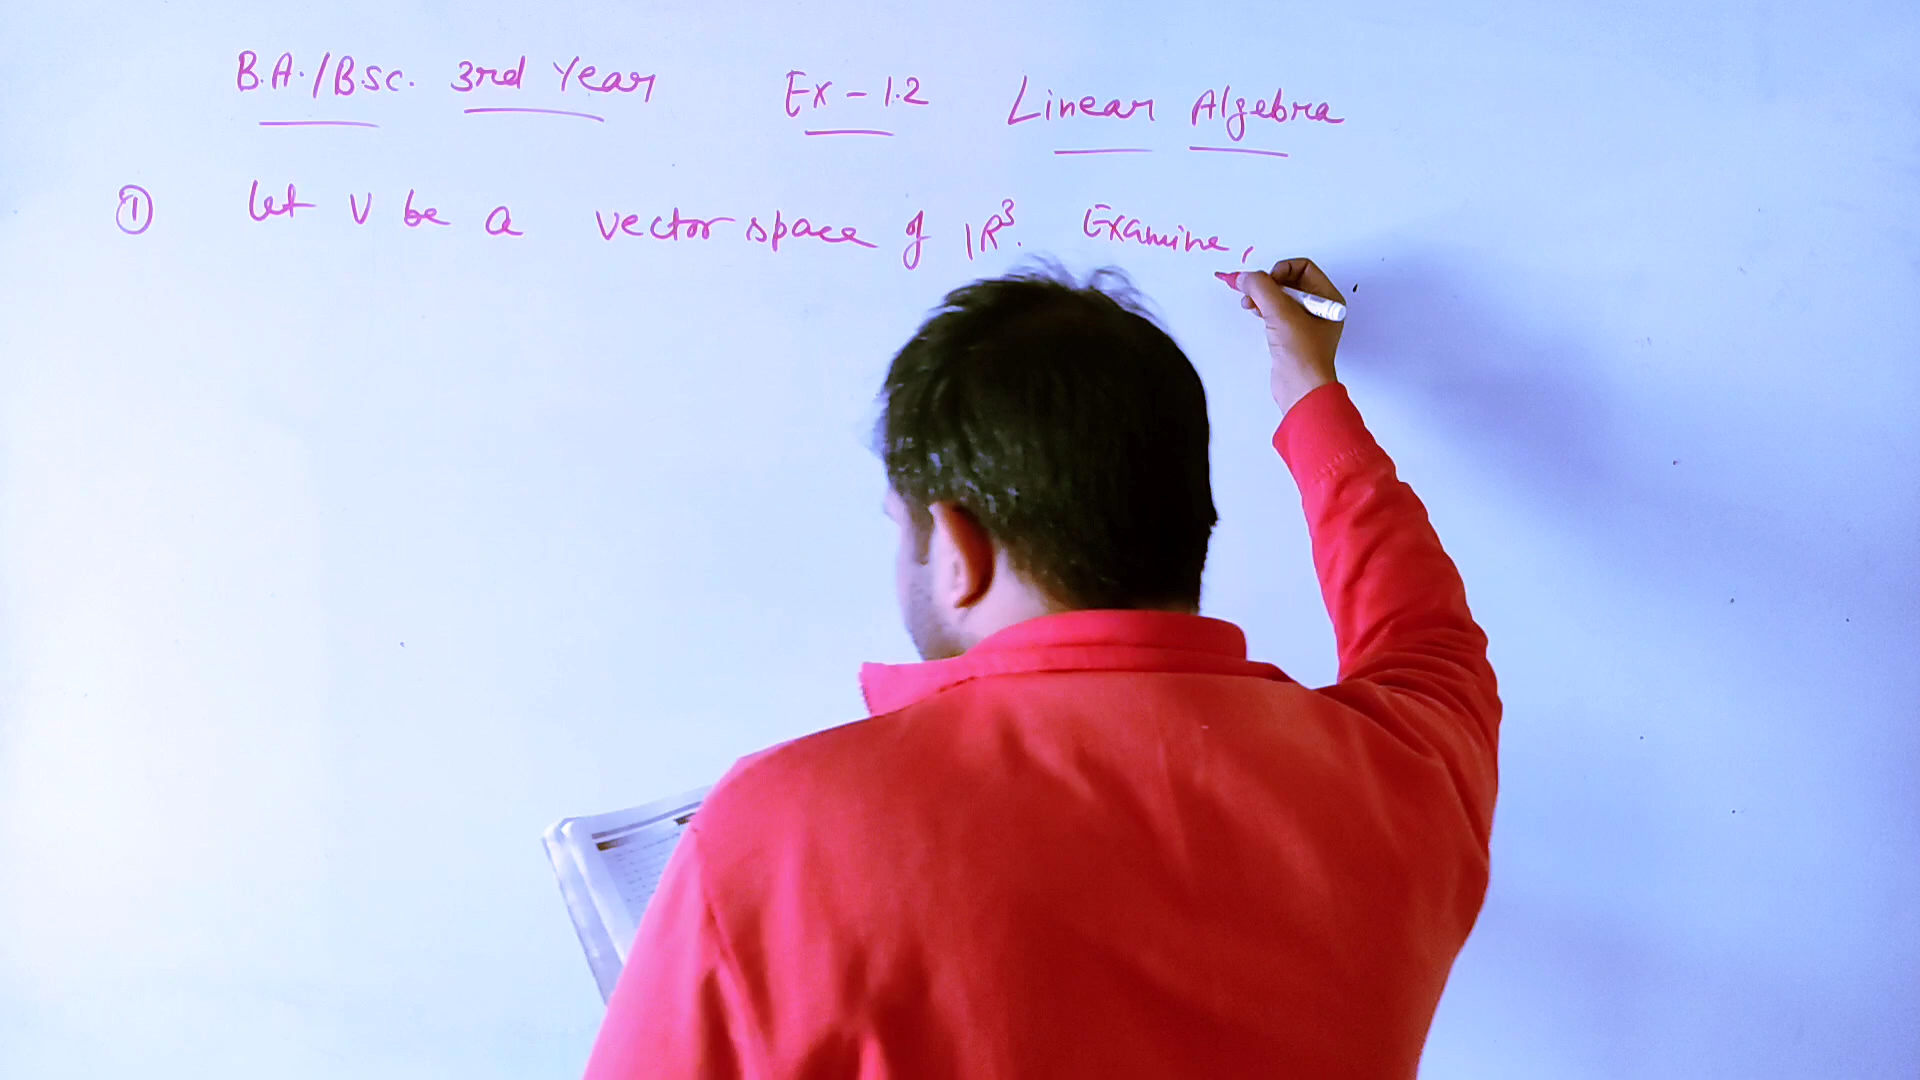 B.A./B.sc. 3rd Year Ex - 1.2 Linear Algebra
① let V be a vector space of IR³. Examine,